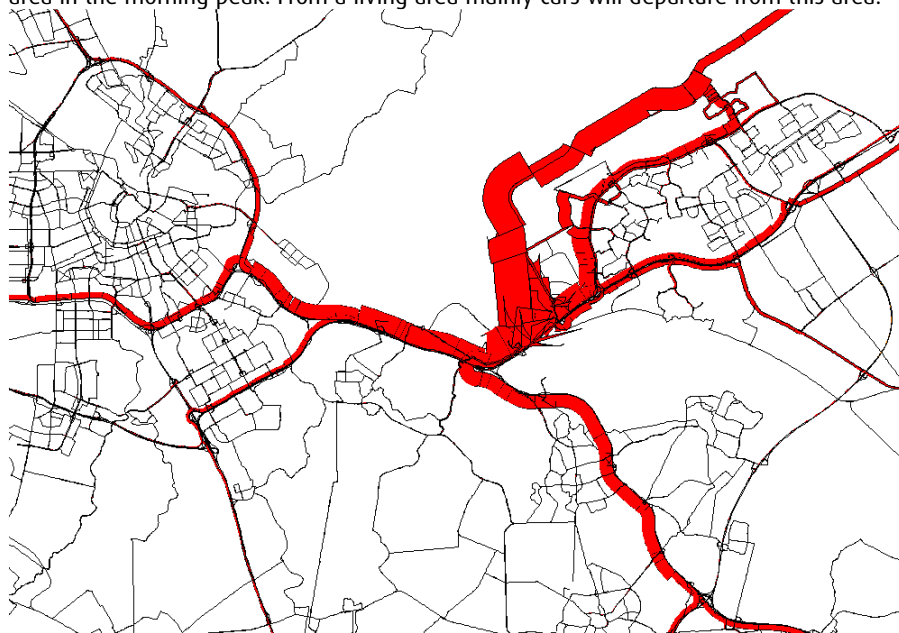 area in the morning peak. From a living area mainly cars will departure from this area.